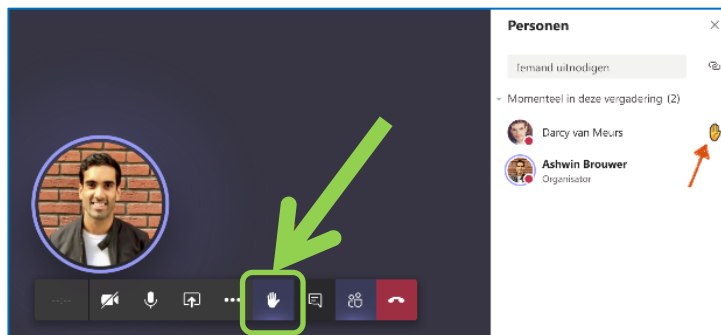 Personen
Iemand uitnodigen
Momenteel in deze vergadering (2)
Darcy van Meurs
Ashwin Brouwer
Organisator
--:--